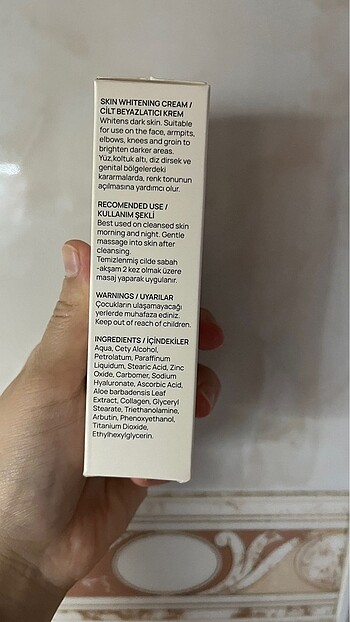 SKIN WHITENING CREAM /
CİLT BEYAZLATICI KREM
Whitens dark skin. Suitable
for use on the face, armpits,
elbows, knees and groin to
brighten darker areas.
Yüz,koltuk altı, diz dirsek ve
genital bölgelerdeki
kararmalarda, renk tonunun
açılmasına yardımcı olur.
RECOMENDED USE /
KULLANIM ŞEKLİ
Best used on cleansed skin
morning and night. Gentle
massage into skin after
cleansing.
Temizlenmiş cilde sabah
-akşam 2 kez olmak üzere
masaj yaparak uygulanır.
WARNINGS / UYARILAR
Çocukların ulaşamayacağı
yerlerde muhafaza ediniz.
Keep out of reach of children.
INGREDIENTS / İÇİNDEKİLER
Aqua, Cety Alcohol,
Petrolatum, Paraffinum
Liquidum, Stearic Acid, Zinc
Oxide, Carbomer, Sodium
Hyaluronate, Ascorbic Acid,
Aloe barbadensis Leaf
Extract, Collagen, Glyceryl
Stearate, Triethanolamine,
Arbutin, Phenoxyethanol,
Titanium Dioxide,
Ethylhexylglycerin.